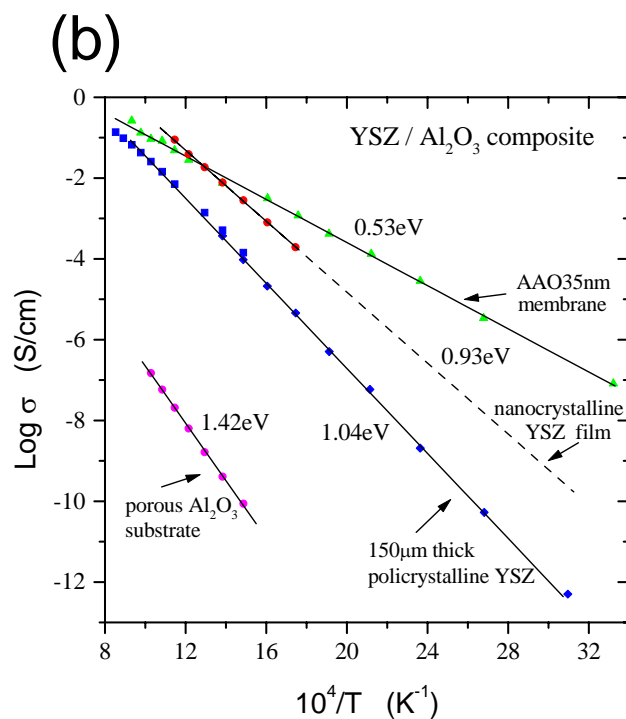 (b)
YSZ / Al₂O₃ composite
0
-2
-4
-6
-8
-10
-12
Log σ (S/cm)
0.53eV
AAO35nm
membrane
0.93eV
nanocrystalline
YSZ film
1.42eV
1.04eV
porous Al₂O₃
substrate
150μm thick
policrystalline YSZ
8 12 16 20 24 28 32
10⁴/T (K⁻¹)